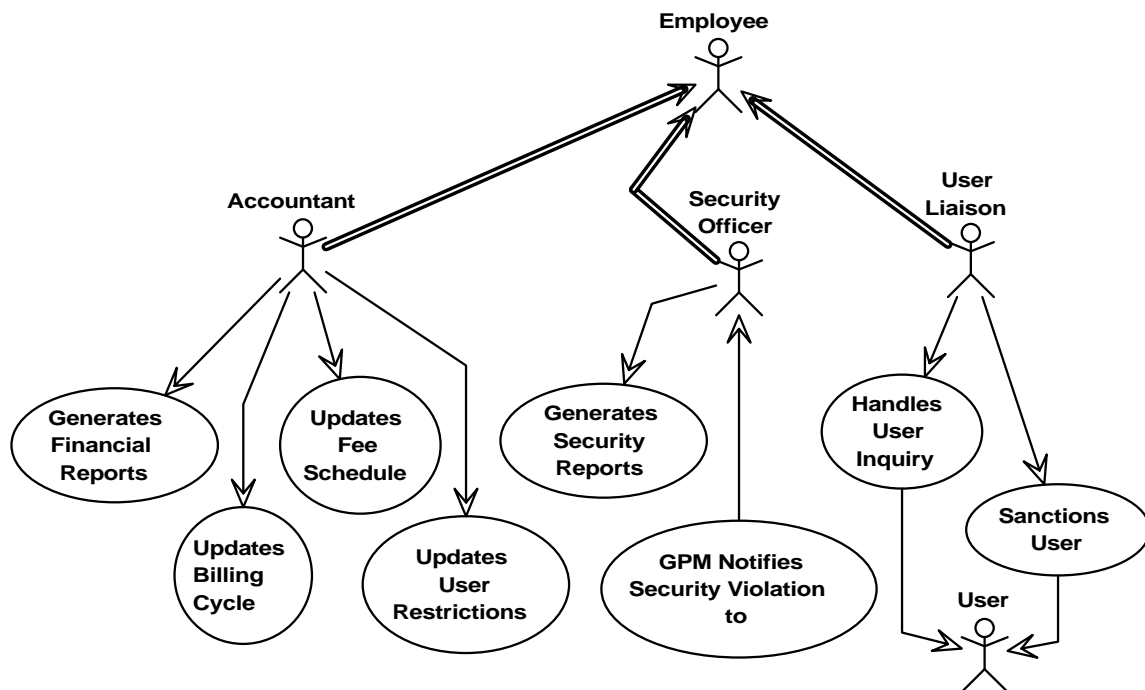 Employee
Accountant
Security
Officer
User
Liaison
Generates
Financial
Reports
Updates
Fee
Schedule
Generates
Security
Reports
Handles
User
Inquiry
Updates
Billing
Cycle
Updates
User
Restrictions
GPM Notifies
Security Violation
to
Sanctions
User
User